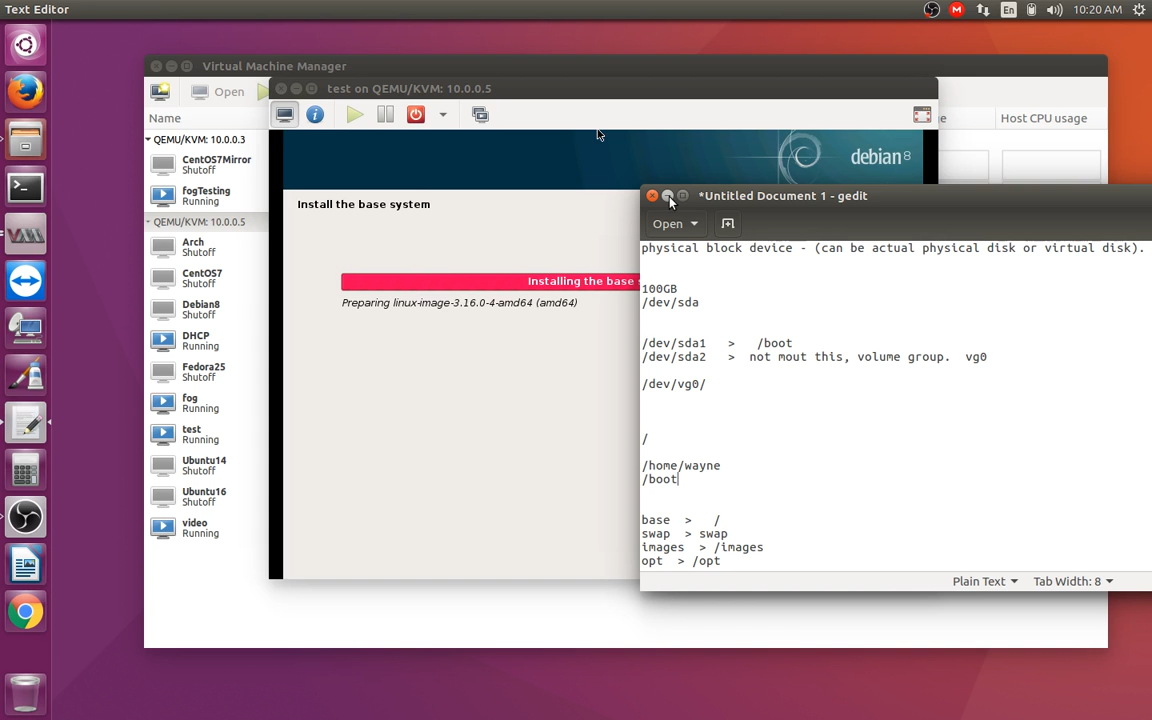 Text Editor
En
10:20 AM
Virtual Machine Manager
Open
test on QEMU/KVM: 10.0.0.5
Name
Host CPU usage
QEMU/KVM: 10.0.0.3
CentOS7Mirror
Shutoff
fogTesting
Running
QEMU/KVM: 10.0.0.5
Arch
Shutoff
CentOS7
Shutoff
Debian8
Shutoff
DHCP
Running
Fedora25
Shutoff
fog
Running
test
Running
Ubuntu14
Shutoff
Ubuntu16
Shutoff
video
Running
debian 8
Install the base system
Installing the base
Preparing linux-image-3.16.0-4-amd64 (amd64)
*Untitled Document 1 - gedit
Open
physical block device - (can be actual physical disk or virtual disk).
100GB
/dev/sda
/dev/sda1 > /boot
/dev/sda2 > not mout this, volume group. vg0
/dev/vg0/
/
/home/wayne
/boot
base > /
swap > swap
images > /images
opt > /opt
Plain Text
Tab Width: 8